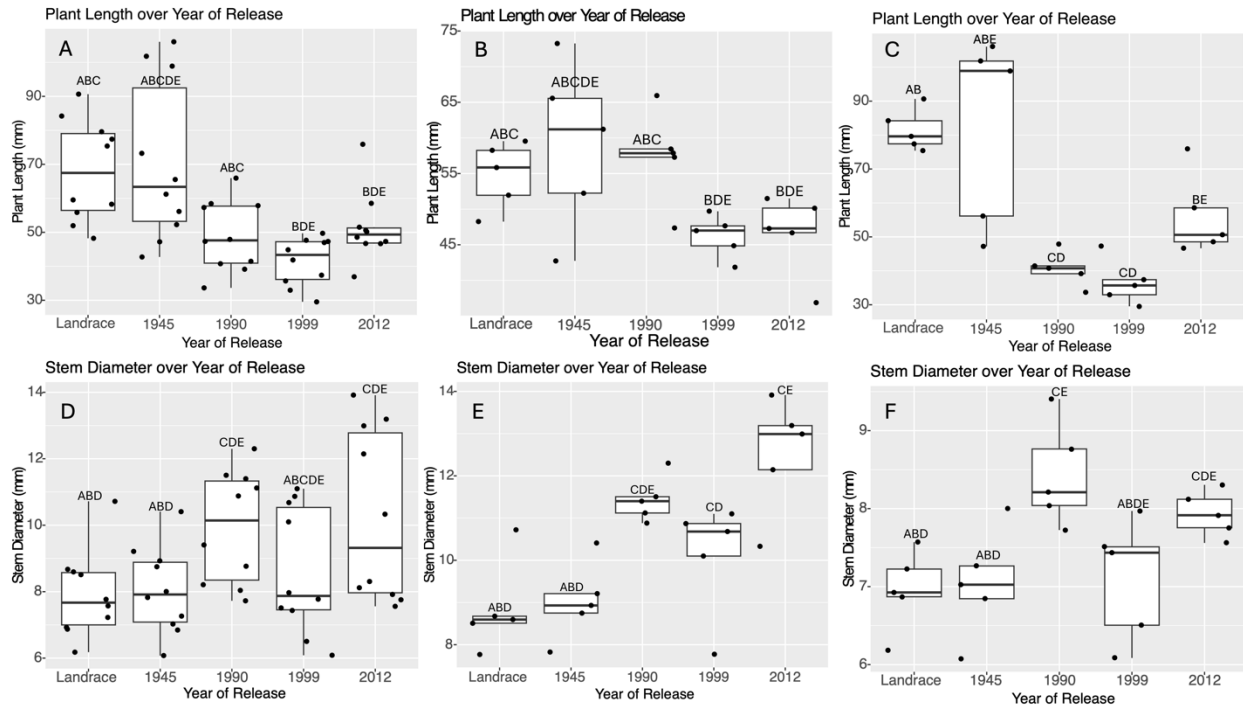 Plant Length over Year of Release
A
Plant Length (mm)
90
70
50
30
ABC
ABCDE
ABC
BDE
BDE
Landrace 1945 1990 1999 2012
Year of Release
Plant Length over Year of Release
B
Plant Length (mm)
75
65
55
45
ABC
ABCDE
ABC
BDE
BDE
Landrace 1945 1990 1999 2012
Year of Release
Plant Length over Year of Release
C
Plant Length (mm)
90
70
50
30
AB
ABE
CD
CD
BE
Landrace 1945 1990 1999 2012
Year of Release
Stem Diameter over Year of Release
D
Stem Diameter (mm)
14
12
10
8
6
ABD
ABD
CDE
ABCDE
CDE
Landrace 1945 1990 1999 2012
Year of Release
Stem Diameter over Year of Release
E
Stem Diameter (mm)
14
12
10
8
ABD
ABD
CDE
CD
CE
Landrace 1945 1990 1999 2012
Year of Release
Stem Diameter over Year of Release
F
Stem Diameter (mm)
9
8
7
6
ABD
ABD
CE
ABDE
CDE
Landrace 1945 1990 1999 2012
Year of Release